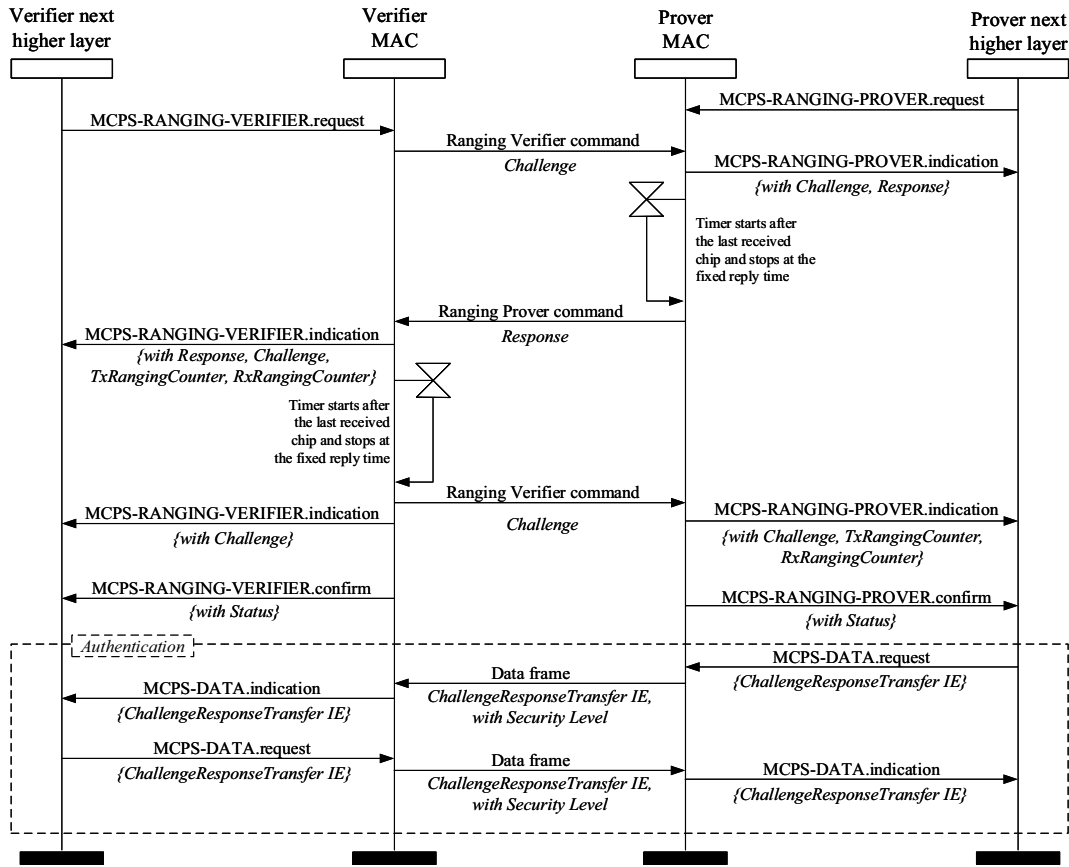 Verifier next
higher layer
Verifier
MAC
Prover
MAC
Prover next
higher layer
MCPS-RANGING-PROVER.request
MCPS-RANGING-VERIFIER.request
Ranging Verifier command
Challenge
MCPS-RANGING-PROVER.indication
{with Challenge, Response}
Timer starts after
the last received
chip and stops at the
fixed reply time
Ranging Prover command
Response
MCPS-RANGING-VERIFIER.indication
{with Response, Challenge,
TxRangingCounter, RxRangingCounter}
Timer starts after
the last received
chip and stops at
the fixed reply time
Ranging Verifier command
Challenge
MCPS-RANGING-VERIFIER.indication
{with Challenge}
MCPS-RANGING-PROVER.indication
{with Challenge, TxRangingCounter,
RxRangingCounter}
MCPS-RANGING-VERIFIER.confirm
{with Status}
MCPS-RANGING-PROVER.confirm
{with Status}
Authentication
MCPS-DATA.request
{ChallengeResponseTransfer IE}
Data frame
ChallengeResponseTransfer IE,
with Security Level
MCPS-DATA.indication
{ChallengeResponseTransfer IE}
MCPS-DATA.request
{ChallengeResponseTransfer IE}
Data frame
ChallengeResponseTransfer IE,
with Security Level
MCPS-DATA.indication
{ChallengeResponseTransfer IE}